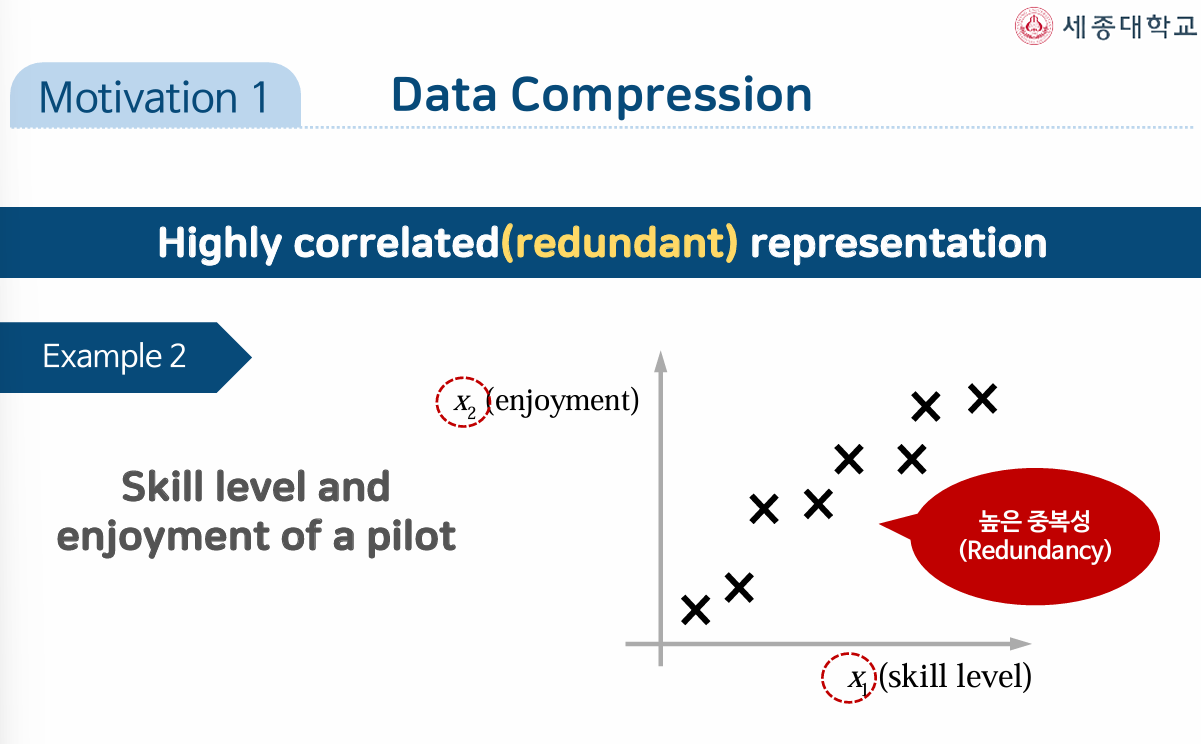 세종대학교
Motivation 1
Data Compression
Highly correlated(redundant) representation
Example 2
x₂ (enjoyment)
Skill level and
enjoyment of a pilot
높은 중복성
(Redundancy)
x₁ (skill level)